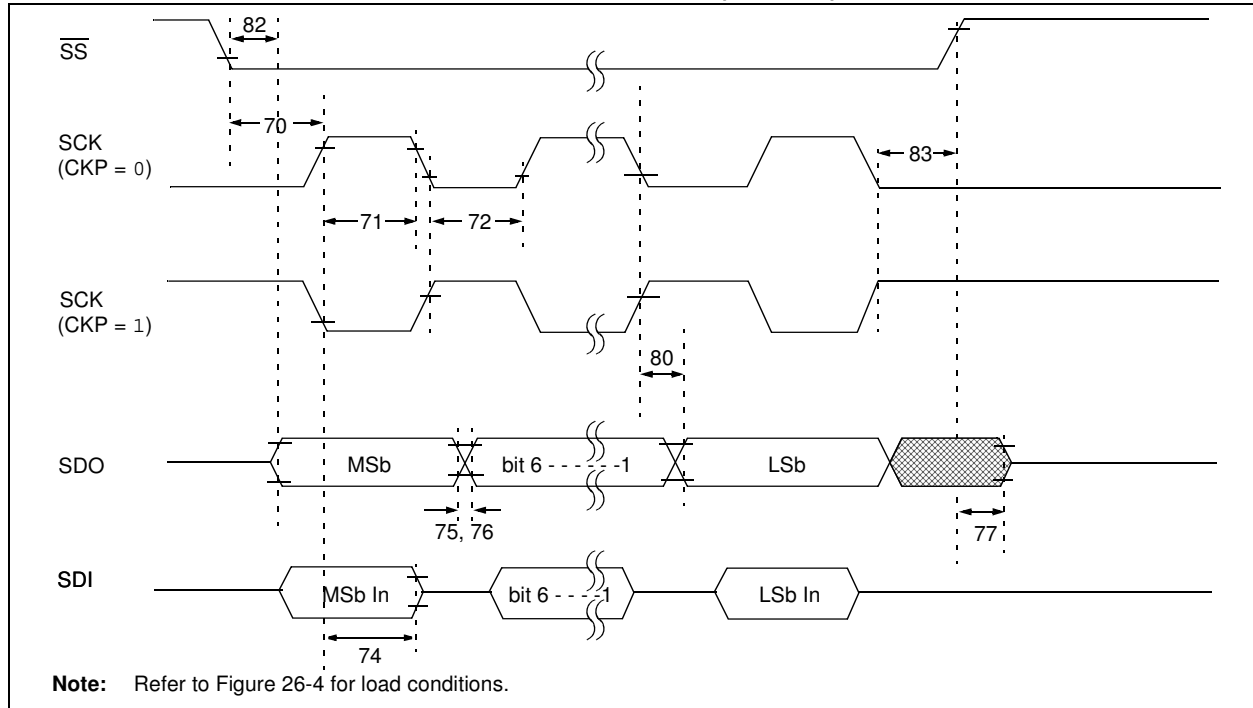 82
SS
70
SCK
(CKP = 0)
83
71
72
SCK
(CKP = 1)
80
SDO
MSb
bit 6 - - - - - -1
LSb
75, 76
77
SDI
MSb In
bit 6 - - - -1
LSb In
74
Note: Refer to Figure 26-4 for load conditions.